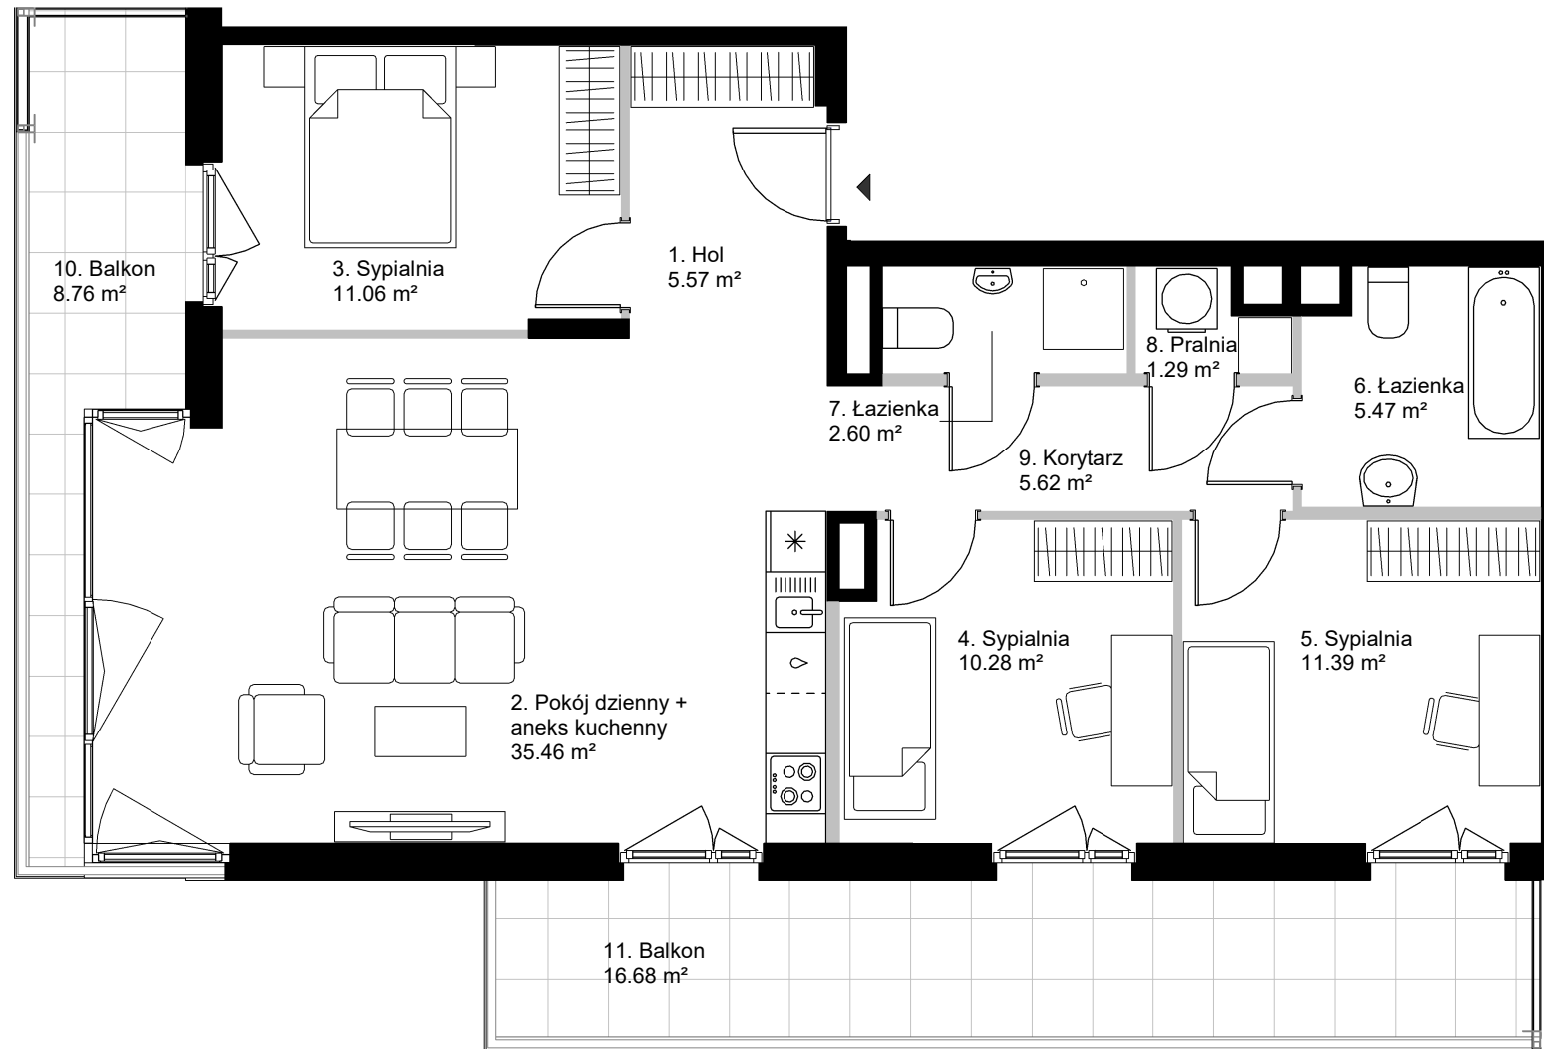 1. Hol
5.57 m²
10. Balkon
8.76 m²
3. Sypialnia
11.06 m²
8. Pralnia
1.29 m²
6. Łazienka
5.47 m²
7. Łazienka
2.60 m²
9. Korytarz
5.62 m²
4. Sypialnia
10.28 m²
5. Sypialnia
11.39 m²
2. Pokój dzienny +
aneks kuchenny
35.46 m²
11. Balkon
16.68 m²